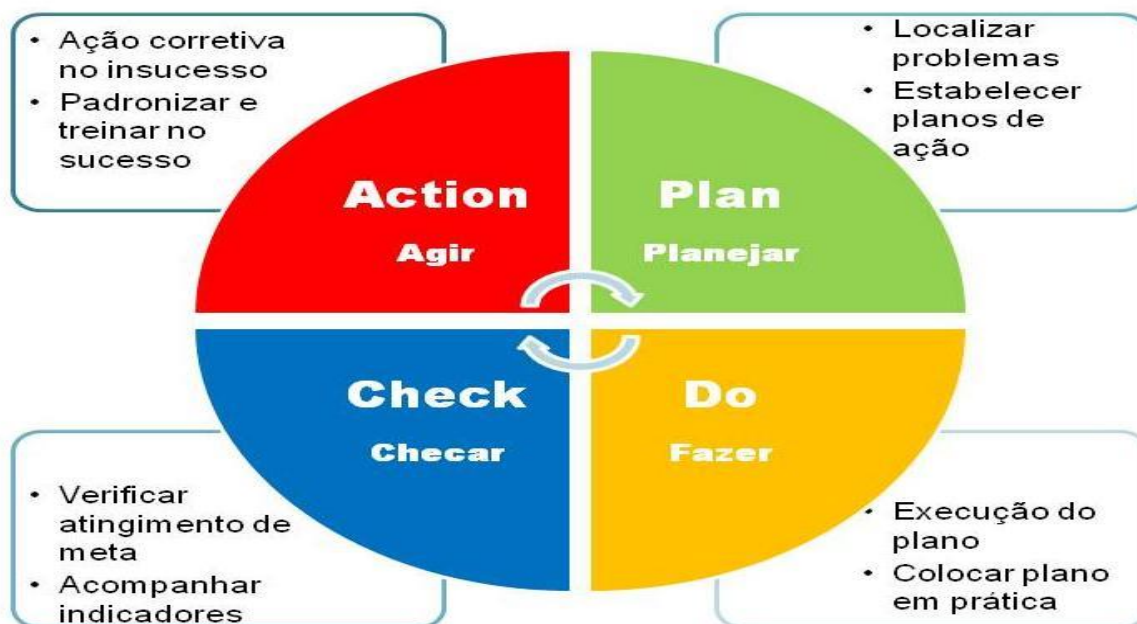 • Ação corretiva
no insucesso
• Padronizar e
treinar no
sucesso
• Localizar
problemas
• Estabelecer
planos de
ação
Action
Agir
Plan
Planejar
Check
Checar
Do
Fazer
• Verificar
atingimento de
meta
• Acompanhar
indicadores
• Execução do
plano
• Colocar plano
em prática